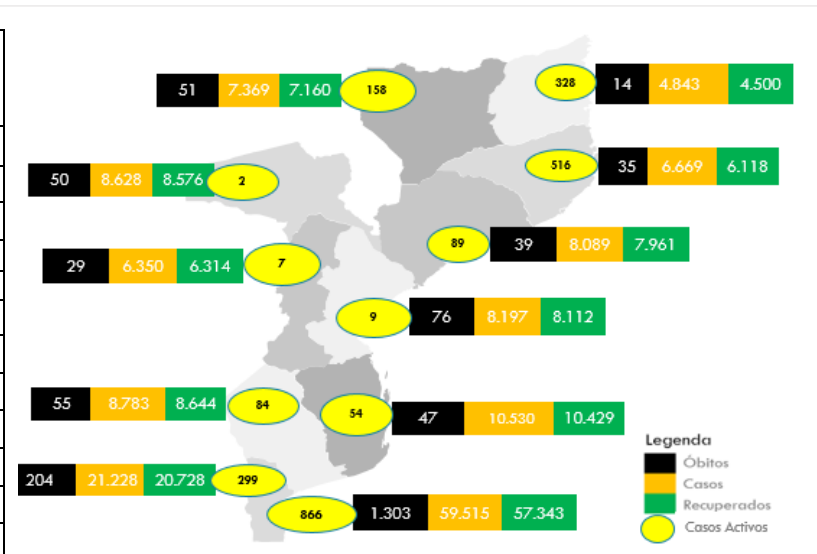 51 7.369 7.160 158
328 14 4.843 4.500
50 8.628 8.576 2
516 35 6.669 6.118
89 39 8.089 7.961
29 6.350 6.314 7
9 76 8.197 8.112
55 8.783 8.644 84
54 47 10.530 10.429
204 21.228 20.728 299
866 1.303 59.515 57.343
Legenda
Óbitos
Casos
Recuperados
Casos Activos